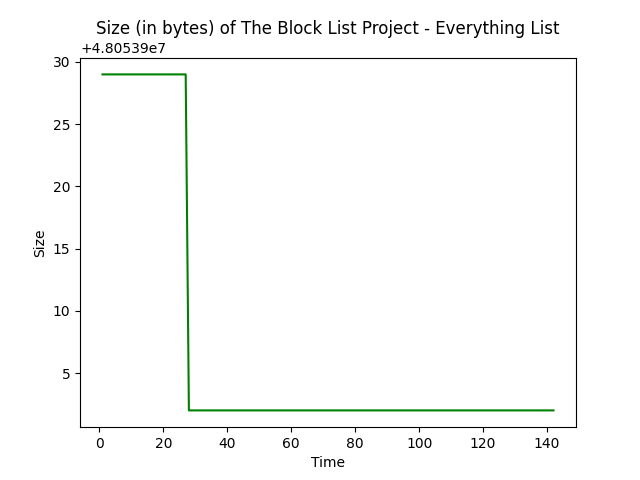 Size (in bytes) of The Block List Project - Everything List
+4.80539e7
30
25
20
15
10
5
Size
0 20 40 60 80 100 120 140
Time